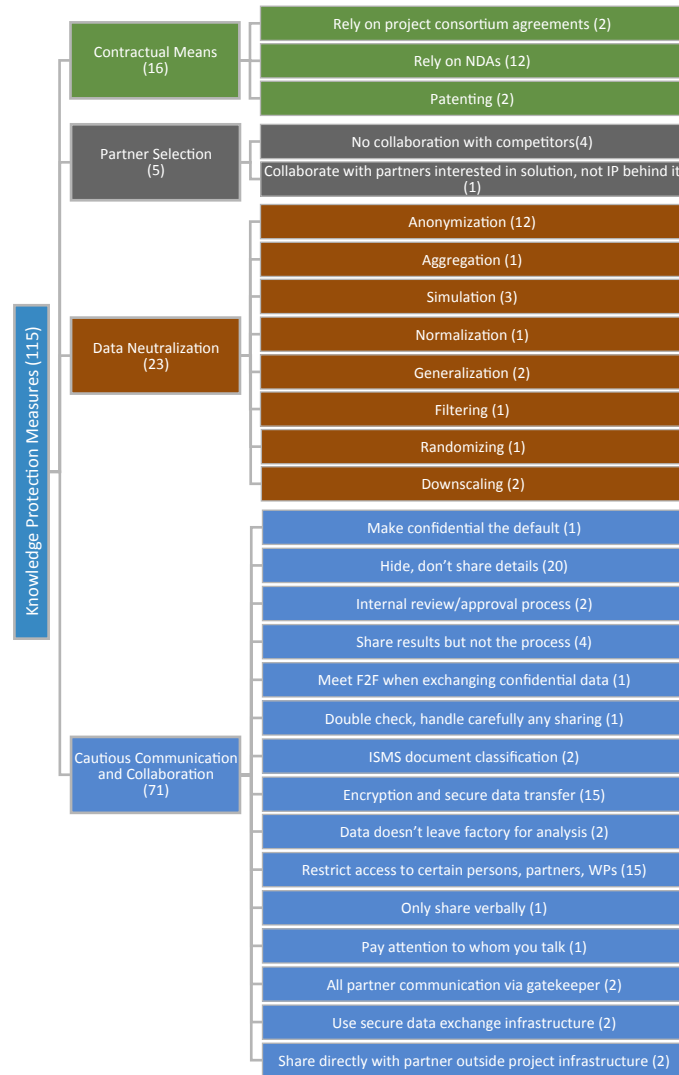 Knowledge Protection Measures (115)
Contractual Means
(16)
Rely on project consortium agreements (2)
Rely on NDAs (12)
Patenting (2)
Partner Selection
(5)
No collaboration with competitors(4)
Collaborate with partners interested in solution, not IP behind it
(1)
Data Neutralization
(23)
Anonymization (12)
Aggregation (1)
Simulation (3)
Normalization (1)
Generalization (2)
Filtering (1)
Randomizing (1)
Downscaling (2)
Cautious Communication
and Collaboration
(71)
Make confidential the default (1)
Hide, don't share details (20)
Internal review/approval process (2)
Share results but not the process (4)
Meet F2F when exchanging confidential data (1)
Double check, handle carefully any sharing (1)
ISMS document classification (2)
Encryption and secure data transfer (15)
Data doesn't leave factory for analysis (2)
Restrict access to certain persons, partners, WPs (15)
Only share verbally (1)
Pay attention to whom you talk (1)
All partner communication via gatekeeper (2)
Use secure data exchange infrastructure (2)
Share directly with partner outside project infrastructure (2)